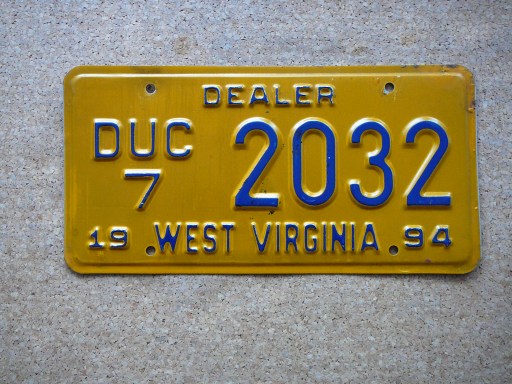 DEALER
DUC 2032
7
19 WEST VIRGINIA 94